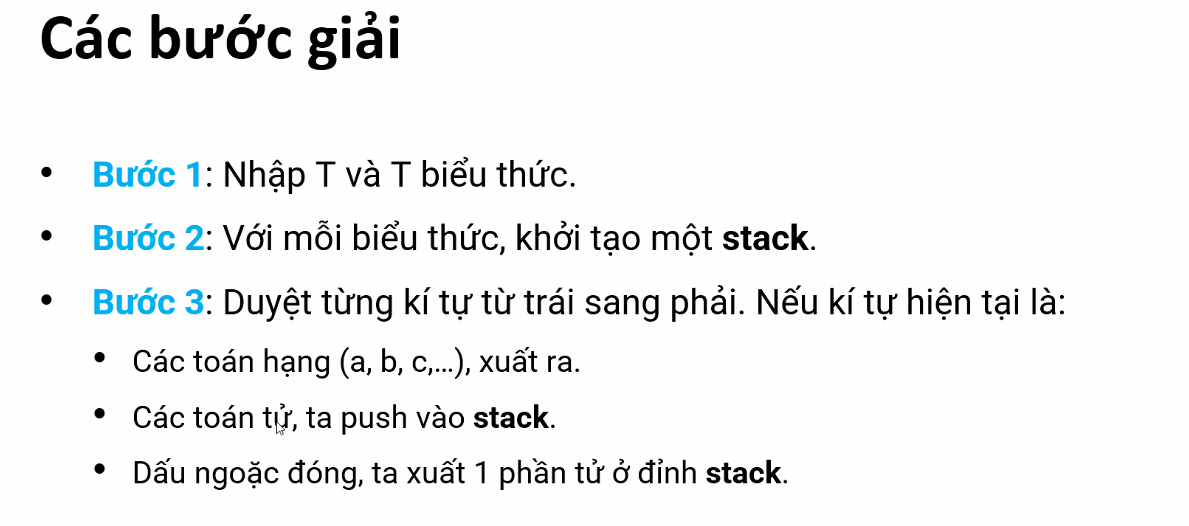 Các bước giải
• Bước 1: Nhập T và T biểu thức.
• Bước 2: Với mỗi biểu thức, khởi tạo một stack.
• Bước 3: Duyệt từng kí tự từ trái sang phải. Nếu kí tự hiện tại là:
• Các toán hạng (a, b, c,...), xuất ra.
• Các toán tử, ta push vào stack.
• Dấu ngoặc đóng, ta xuất 1 phần tử ở đỉnh stack.